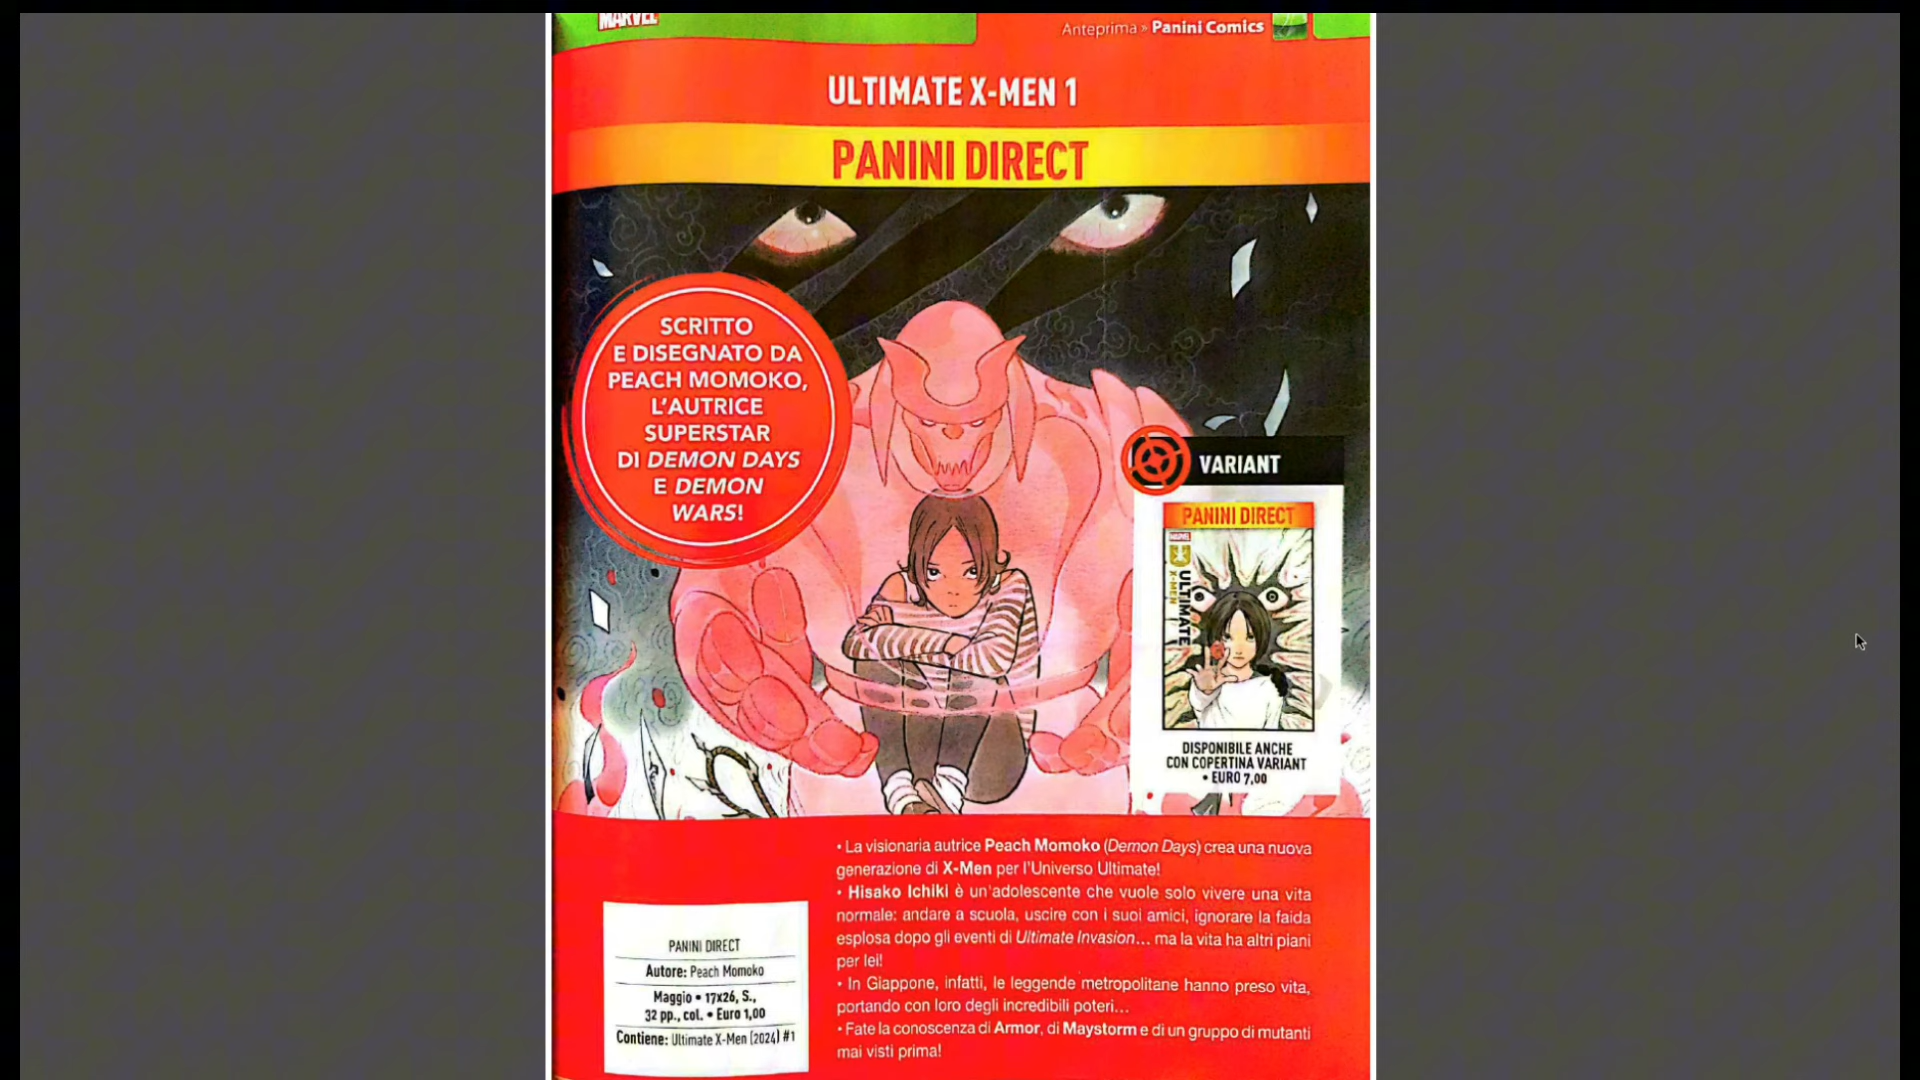 MARVEL
Anteprima » Panini Comics
ULTIMATE X-MEN 1
PANINI DIRECT
SCRITTO
E DISEGNATO DA
PEACH MOMOKO,
L'AUTRICE
SUPERSTAR
DI DEMON DAYS
E DEMON
WARS!
VARIANT
PANINI DIRECT
MARVEL
ULTIMATE
X-MEN
DISPONIBILE ANCHE
CON COPERTINA VARIANT
• EURO 7,00
• La visionaria autrice Peach Momoko (Demon Days) crea una nuova
generazione di X-Men per l'Universo Ultimate!
• Hisako Ichiki è un'adolescente che vuole solo vivere una vita
normale: andare a scuola, uscire con i suoi amici, ignorare la faida
esplosa dopo gli eventi di Ultimate Invasion... ma la vita ha altri piani
per lei!
• In Giappone, infatti, le leggende metropolitane hanno preso vita,
portando con loro degli incredibili poteri...
• Fate la conoscenza di Armor, di Maystorm e di un gruppo di mutanti
mai visti prima!
PANINI DIRECT
Autore: Peach Momoko
Maggio • 17x26, S.,
32 pp., col. • Euro 1,00
Contiene: Ultimate X-Men (2024) #1